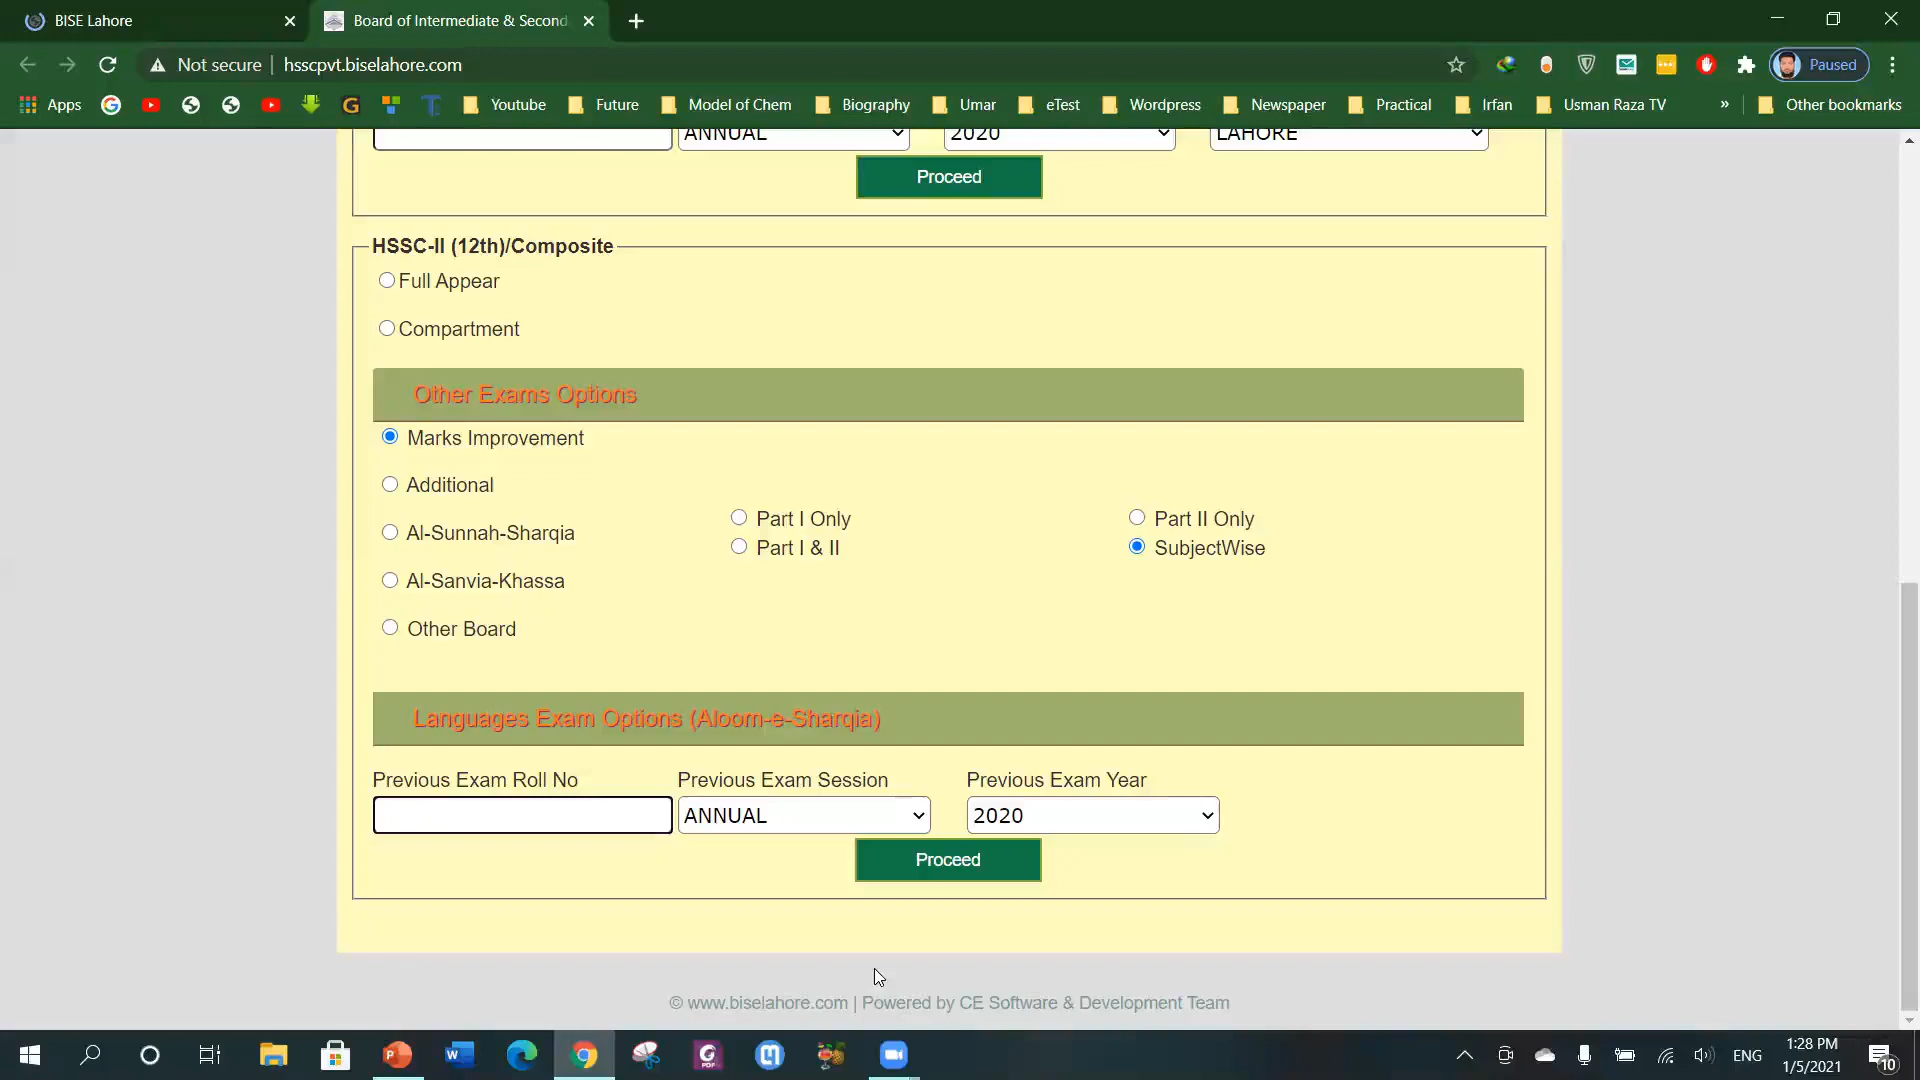 BISE Lahore
Board of Intermediate & Second
Not secure
hsscpvt.biselahore.com
Paused
Apps
Youtube
Future
Model of Chem
Biography
Umar
eTest
Wordpress
Newspaper
Practical
Irfan
Usman Raza TV
»
Other bookmarks
ANNUAL
2020
LAHORE
Proceed
HSSC-II (12th)/Composite
Full Appear
Compartment
Other Exams Options
Marks Improvement
Additional
Al-Sunnah-Sharqia
Part I Only
Part II Only
Part I & II
SubjectWise
Al-Sanvia-Khassa
Other Board
Languages Exam Options (Aloom-e-Sharqia)
Previous Exam Roll No
Previous Exam Session
Previous Exam Year
ANNUAL
2020
Proceed
© www.biselahore.com | Powered by CE Software & Development Team
ENG
1:28 PM
1/5/2021
10